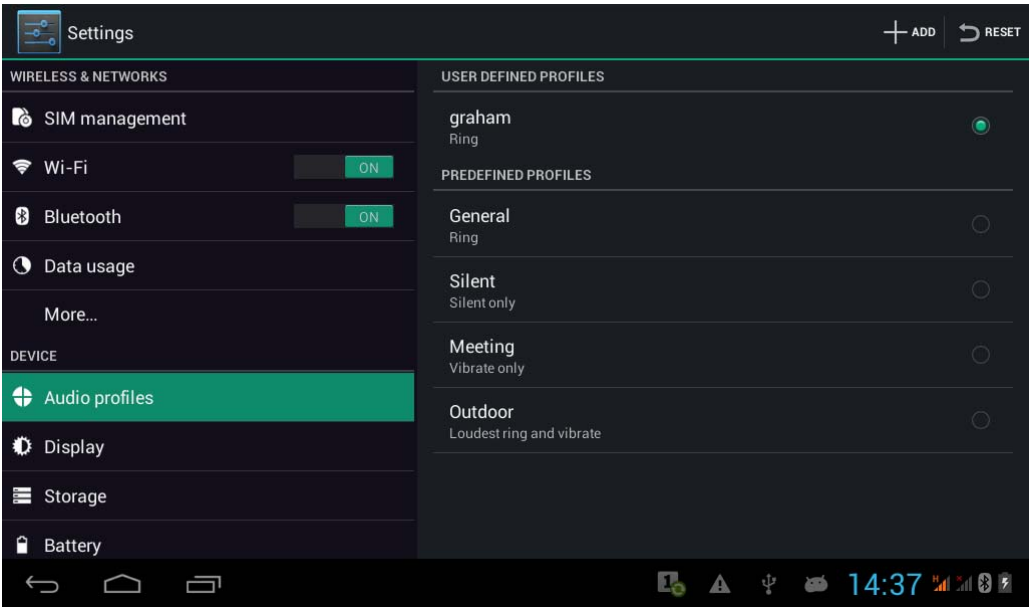 Settings
ADD
RESET
WIRELESS & NETWORKS
SIM management
Wi-Fi
ON
Bluetooth
ON
Data usage
More...
DEVICE
Audio profiles
Display
Storage
Battery
USER DEFINED PROFILES
graham
Ring
PREDEFINED PROFILES
General
Ring
Silent
Silent only
Meeting
Vibrate only
Outdoor
Loudest ring and vibrate
1
14:37
H